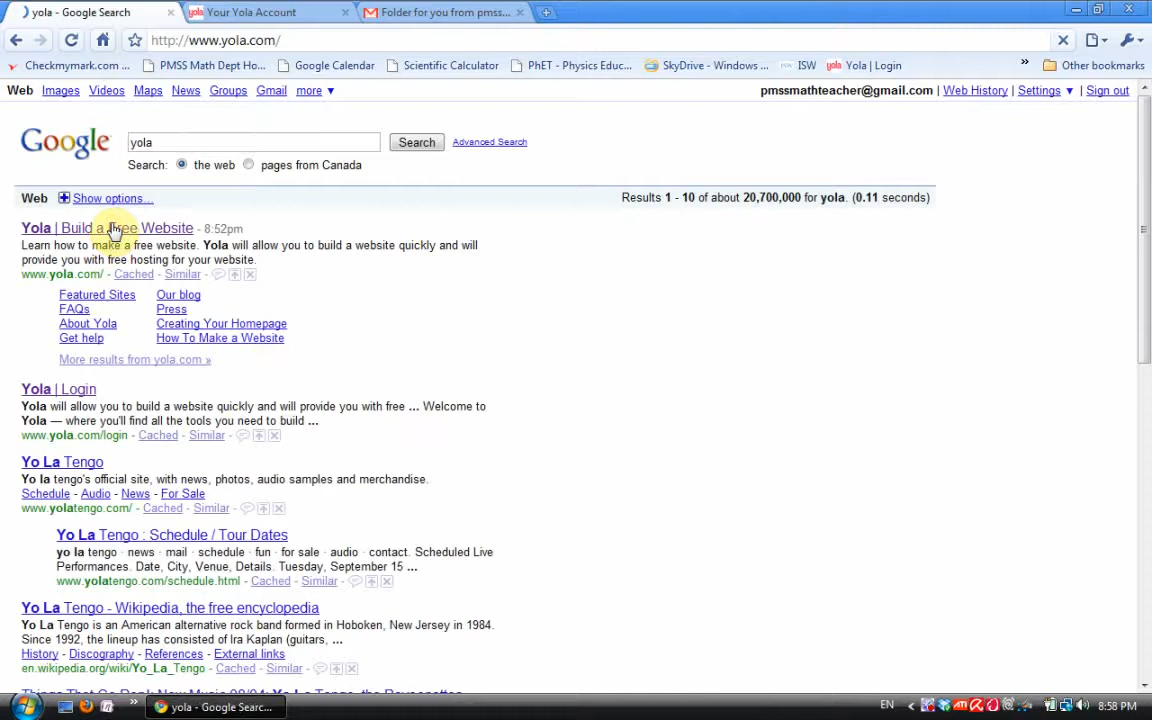 yola - Google Search
Your Yola Account
Folder for you from pmss...
http://www.yola.com/
Checkmymark.com ...
PMSS Math Dept Ho...
Google Calendar
Scientific Calculator
PhET - Physics Educ...
SkyDrive - Windows ...
ISW
Yola | Login
»
Other bookmarks
Web Images Videos Maps News Groups Gmail more ▼
pmssmathteacher@gmail.com | Web History | Settings ▼ | Sign out
Google
yola
Search
Advanced Search
Search: the web pages from Canada
Web Show options...
Results 1 - 10 of about 20,700,000 for yola. (0.11 seconds)
Yola | Build a Free Website - 8:52pm
Learn how to make a free website. Yola will allow you to build a website quickly and will
provide you with free hosting for your website.
www.yola.com/ - Cached - Similar -
Featured Sites Our blog
FAQs Press
About Yola Creating Your Homepage
Get help How To Make a Website
More results from yola.com »
Yola | Login
Yola will allow you to build a website quickly and will provide you with free ... Welcome to
Yola — where you'll find all the tools you need to build ...
www.yola.com/login - Cached - Similar -
Yo La Tengo
Yo la tengo's official site, with news, photos, audio samples and merchandise.
Schedule - Audio - News - For Sale
www.yolatengo.com/ - Cached - Similar -
Yo La Tengo : Schedule / Tour Dates
yo la tengo · news · mail · schedule · fun · for sale · audio · contact. Scheduled Live
Performances. Date, City, Venue, Details. Tuesday, September 15 ...
www.yolatengo.com/schedule.html - Cached - Similar -
Yo La Tengo - Wikipedia, the free encyclopedia
Yo La Tengo is an American alternative rock band formed in Hoboken, New Jersey in 1984.
Since 1992, the lineup has consisted of Ira Kaplan (guitars, ...
History - Discography - References - External links
en.wikipedia.org/wiki/Yo_La_Tengo - Cached - Similar -
»
yola - Google Searc...
EN
8:58 PM